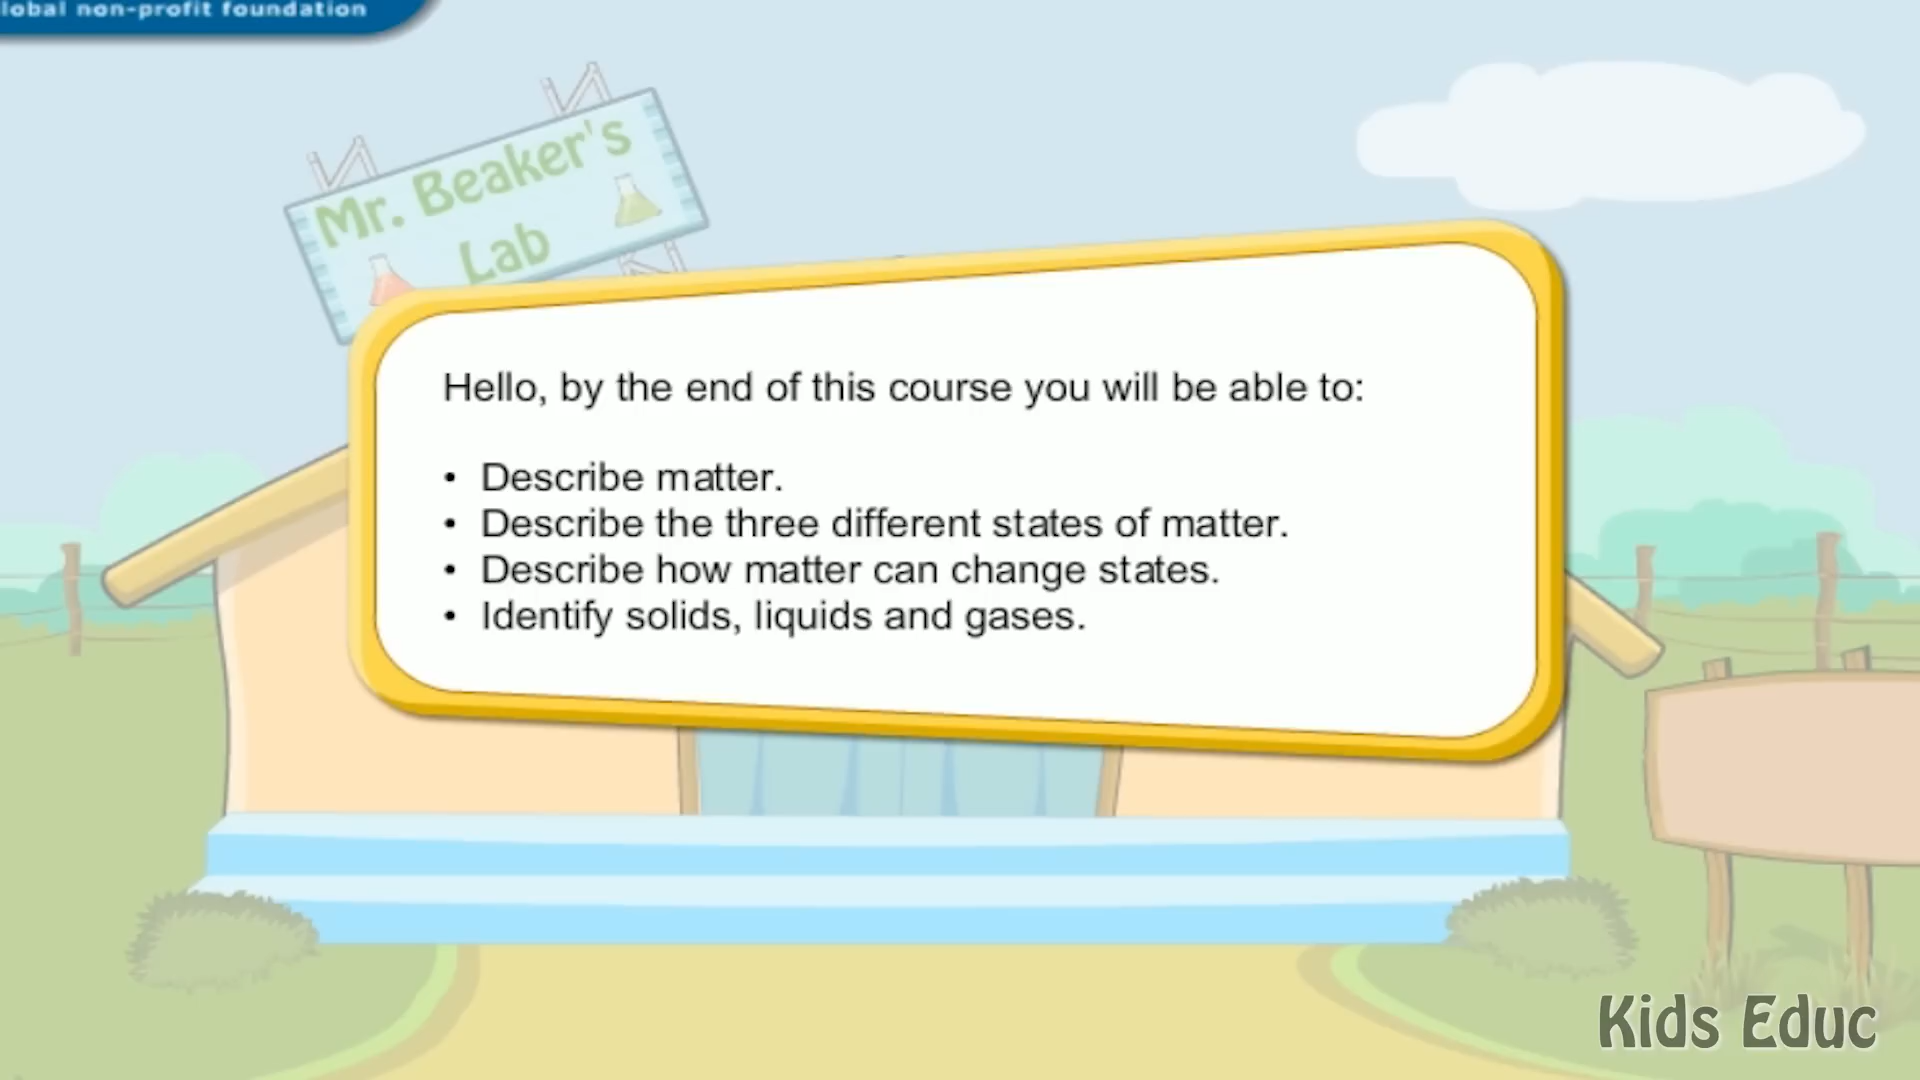 non-profit foundation
Mr. Beaker's
Lab
Hello, by the end of this course you will be able to:
• Describe matter.
• Describe the three different states of matter.
• Describe how matter can change states.
• Identify solids, liquids and gases.
Kids Educ